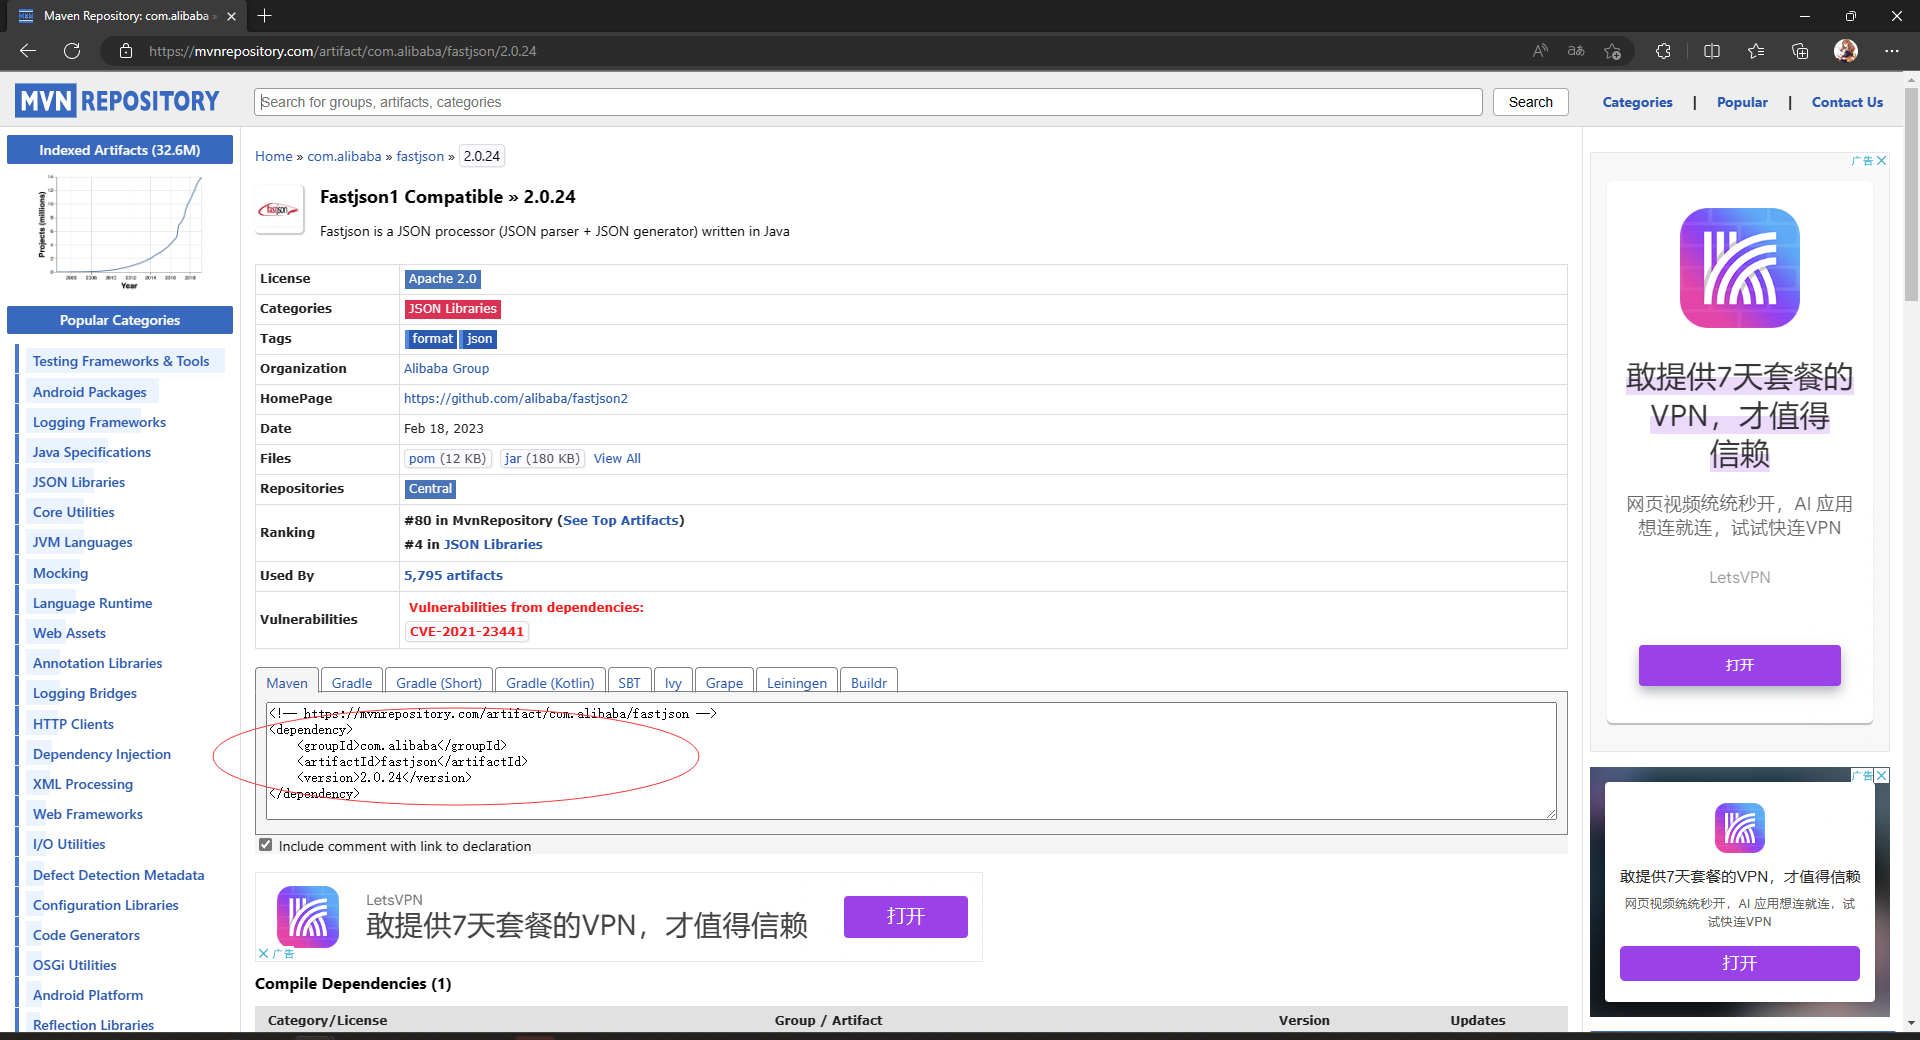 Maven Repository: com.alibaba »
https://mvnrepository.com/artifact/com.alibaba/fastjson/2.0.24
MVN REPOSITORY
Search for groups, artifacts, categories
Search
Categories | Popular | Contact Us
Indexed Artifacts (32.6M)
Projects (millions)
Year
Popular Categories
Testing Frameworks & Tools
Android Packages
Logging Frameworks
Java Specifications
JSON Libraries
Core Utilities
JVM Languages
Mocking
Language Runtime
Web Assets
Annotation Libraries
Logging Bridges
HTTP Clients
Dependency Injection
XML Processing
Web Frameworks
I/O Utilities
Defect Detection Metadata
Configuration Libraries
Code Generators
OSGi Utilities
Android Platform
Reflection Libraries
Home » com.alibaba » fastjson » 2.0.24
fastjson
Fastjson1 Compatible » 2.0.24
Fastjson is a JSON processor (JSON parser + JSON generator) written in Java
License Apache 2.0
Categories JSON Libraries
Tags format json
Organization Alibaba Group
HomePage https://github.com/alibaba/fastjson2
Date Feb 18, 2023
Files pom (12 KB) jar (180 KB) View All
Repositories Central
Ranking #80 in MvnRepository (See Top Artifacts)
#4 in JSON Libraries
Used By 5,795 artifacts
Vulnerabilities Vulnerabilities from dependencies:
CVE-2021-23441
Maven Gradle Gradle (Short) Gradle (Kotlin) SBT Ivy Grape Leiningen Buildr
<!-- https://mvnrepository.com/artifact/com.alibaba/fastjson -->
<dependency>
<groupId>com.alibaba</groupId>
<artifactId>fastjson</artifactId>
<version>2.0.24</version>
</dependency>
Include comment with link to declaration
LetsVPN
敢提供7天套餐的VPN，才值得信赖
打开
广告
Compile Dependencies (1)
Category/License Group / Artifact Version Updates
广告
敢提供7天套餐的
VPN，才值得
信赖
网页视频统统秒开，AI 应用
想连就连，试试快连VPN
LetsVPN
打开
广告
敢提供7天套餐的VPN，才值得信赖
网页视频统统秒开，AI 应用想连就连，试
试快连VPN
打开